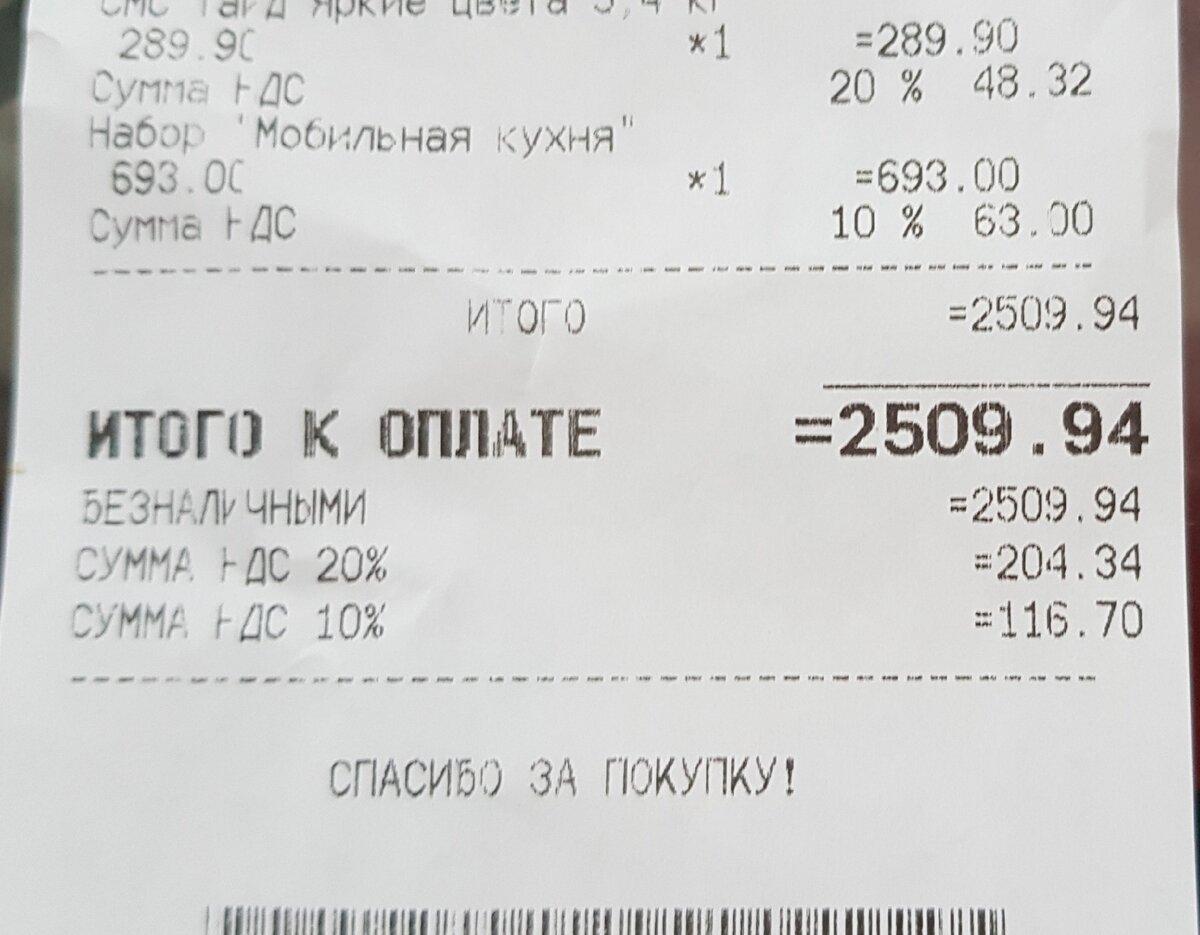 яркие цвета
289.90 *1 =289.90
Сумма НДС 20 % 48.32
Набор "Мобильная кухня"
693.00 *1 =693.00
Сумма НДС 10 % 63.00
ИТОГО =2509.94
ИТОГО К ОПЛАТЕ =2509.94
БЕЗНАЛИЧНЫМИ =2509.94
СУММА НДС 20% =204.34
СУММА НДС 10% =116.70
СПАСИБО ЗА ПОКУПКУ!